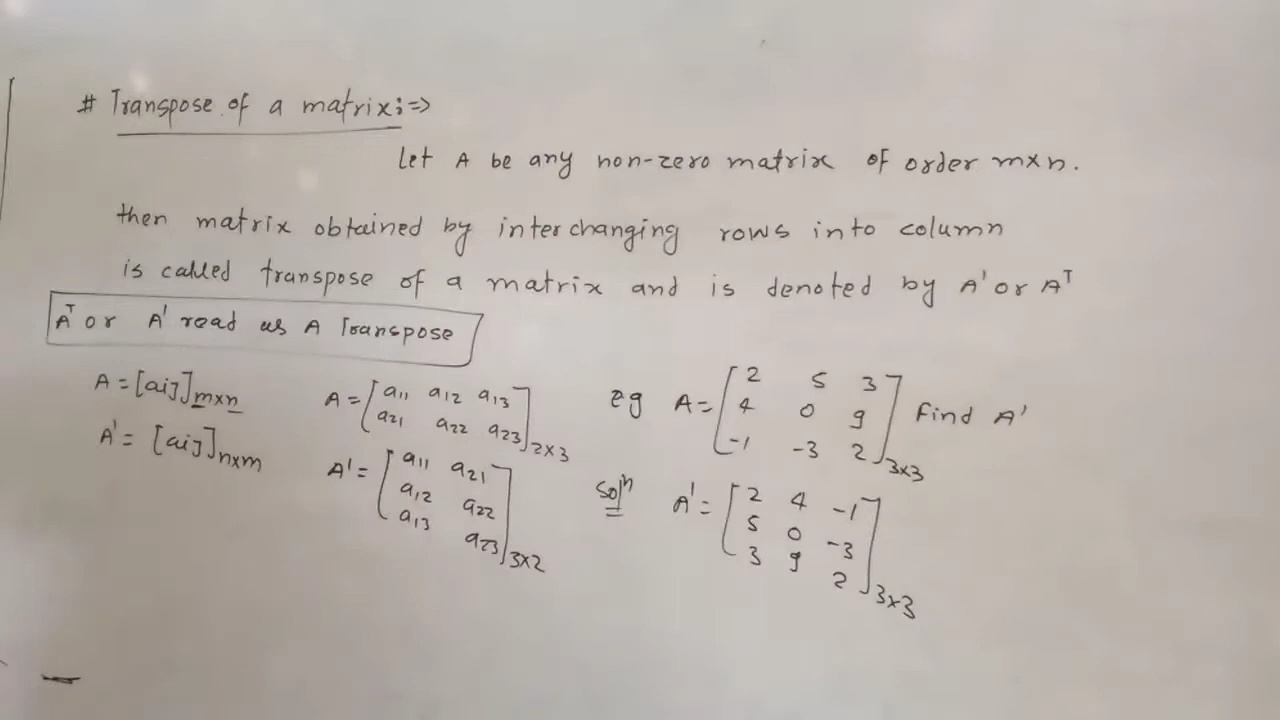 # Transpose of a matrix:=>
Let A be any non-zero matrix of order m×n.
then matrix obtained by interchanging rows into column
is called transpose of a matrix and is denoted by A' or Aᵀ
Aᵀ or A' read as A Transpose
A = [aij]m×n
A' = [aij]n×m
A = [a11 a12 a13
a21 a22 a23]2×3
A' = [a11 a21
a12 a22
a13 a23]3×2
eg A = [2 5 3
4 0 9
-1 -3 2]3×3 Find A'
Solⁿ A' = [2 4 -1
5 0 -3
3 9 2]3×3